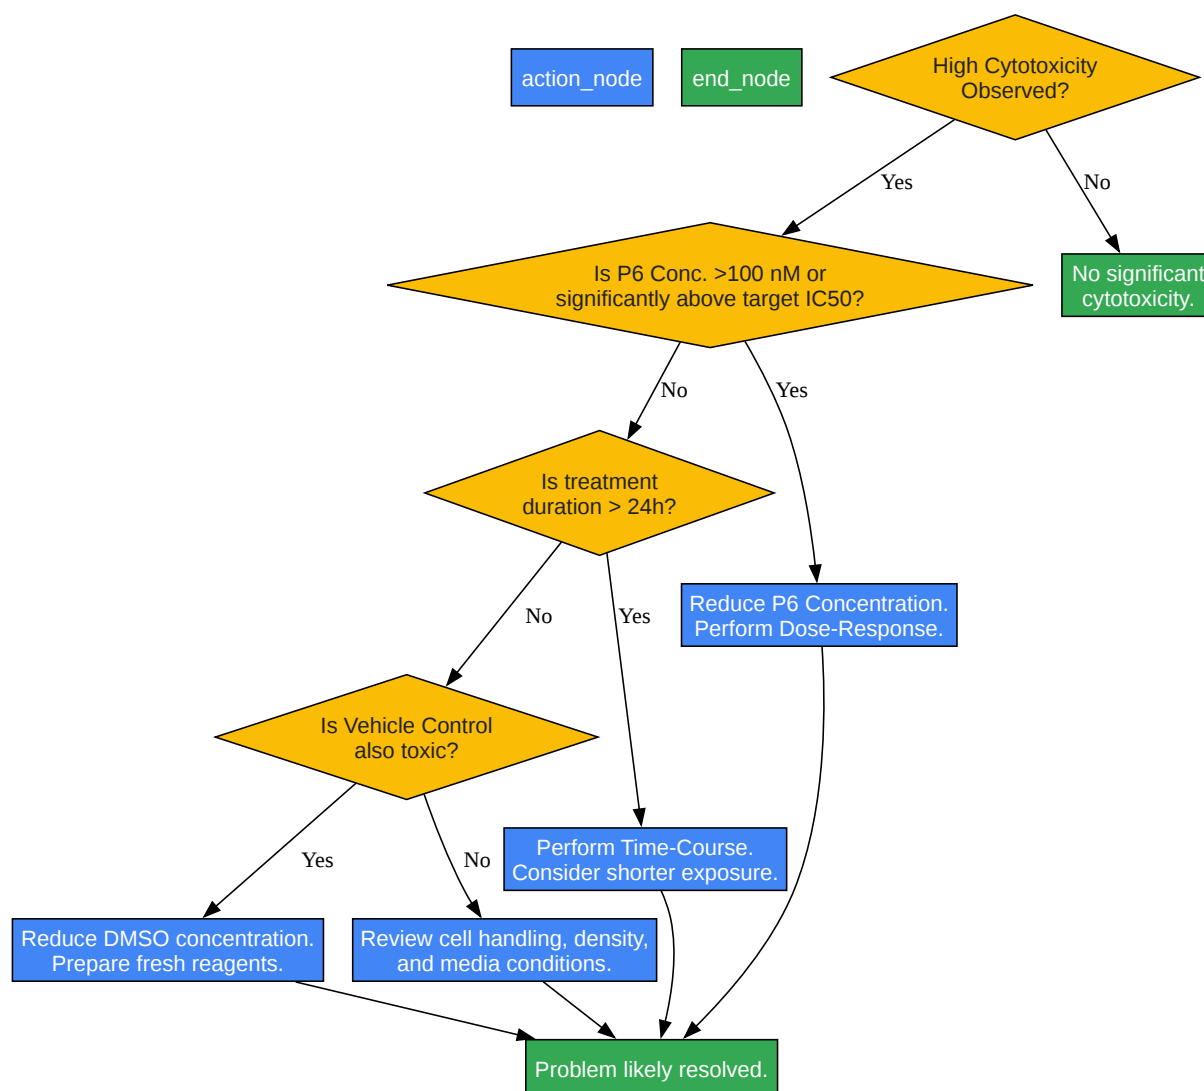 action_node
end_node
High Cytotoxicity
Observed?
Yes
No
Is P6 Conc. >100 nM or
significantly above target IC50?
No significant
cytotoxicity.
No
Yes
Is treatment
duration > 24h?
No
Yes
Reduce P6 Concentration.
Perform Dose-Response.
Is Vehicle Control
also toxic?
Yes
No
Perform Time-Course.
Consider shorter exposure.
Reduce DMSO concentration.
Prepare fresh reagents.
Review cell handling, density,
and media conditions.
Problem likely resolved.